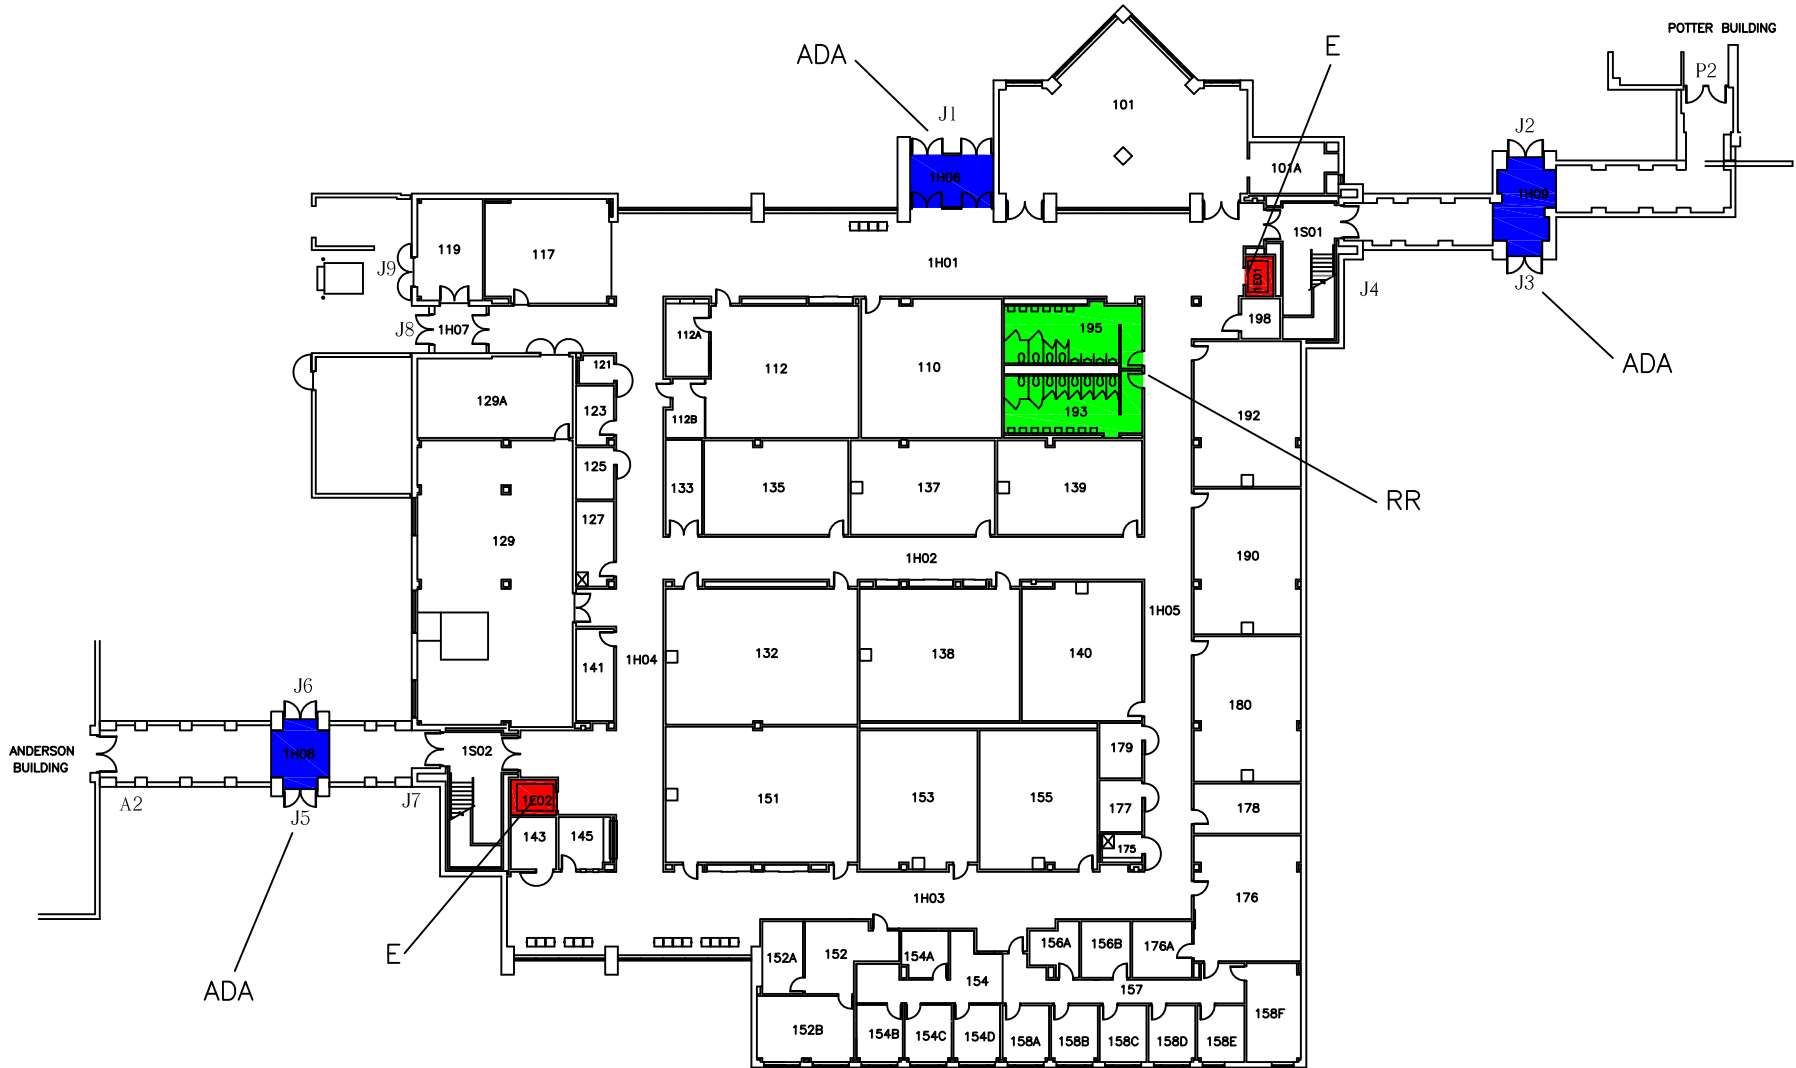 POTTER BUILDING
E
ADA
P2
101
J1
J2
101A
1H06
1H09
119
117
1S01
1H01
J9
1E01
J3
J4
198
195
J8
1H07
112A
ADA
121
112
110
129A
123
112B
193
192
125
133
135
137
139
RR
127
129
1H02
190
1H05
132
138
140
1H04
141
J6
180
179
ANDERSON
BUILDING
1S02
1H08
151
153
155
1E02
A2
J7
J5
177
178
143
145
175
1H03
176
E
152A
152
154A
156A
156B
176A
154
157
ADA
158F
152B
154B
154C
154D
158A
158B
158C
158D
158E